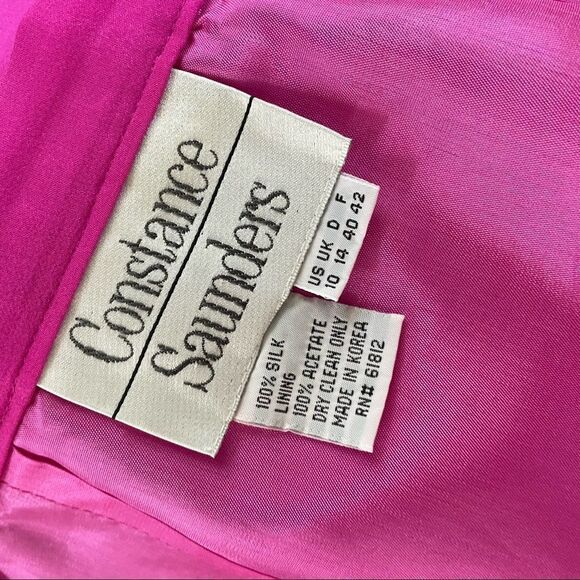 Constance
Saunders
US UK D F
10 14 40 42
100% SILK
LINING
100% ACETATE
DRY CLEAN ONLY
MADE IN KOREA
RN# 61812